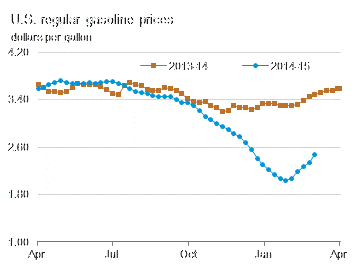 U.S. regular gasoline prices
dollars per gallon
4.20
2013-14
2014-15
3.40
2.60
1.80
1.00
Apr
Jul
Oct
Jan
Apr